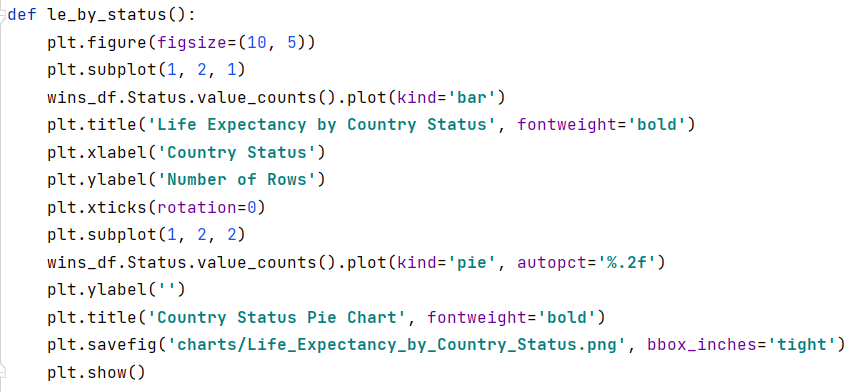 def le_by_status():
    plt.figure(figsize=(10, 5))
    plt.subplot(1, 2, 1)
    wins_df.Status.value_counts().plot(kind='bar')
    plt.title('Life Expectancy by Country Status', fontweight='bold')
    plt.xlabel('Country Status')
    plt.ylabel('Number of Rows')
    plt.xticks(rotation=0)
    plt.subplot(1, 2, 2)
    wins_df.Status.value_counts().plot(kind='pie', autopct='%.2f')
    plt.ylabel('')
    plt.title('Country Status Pie Chart', fontweight='bold')
    plt.savefig('charts/Life_Expectancy_by_Country_Status.png', bbox_inches='tight')
    plt.show()